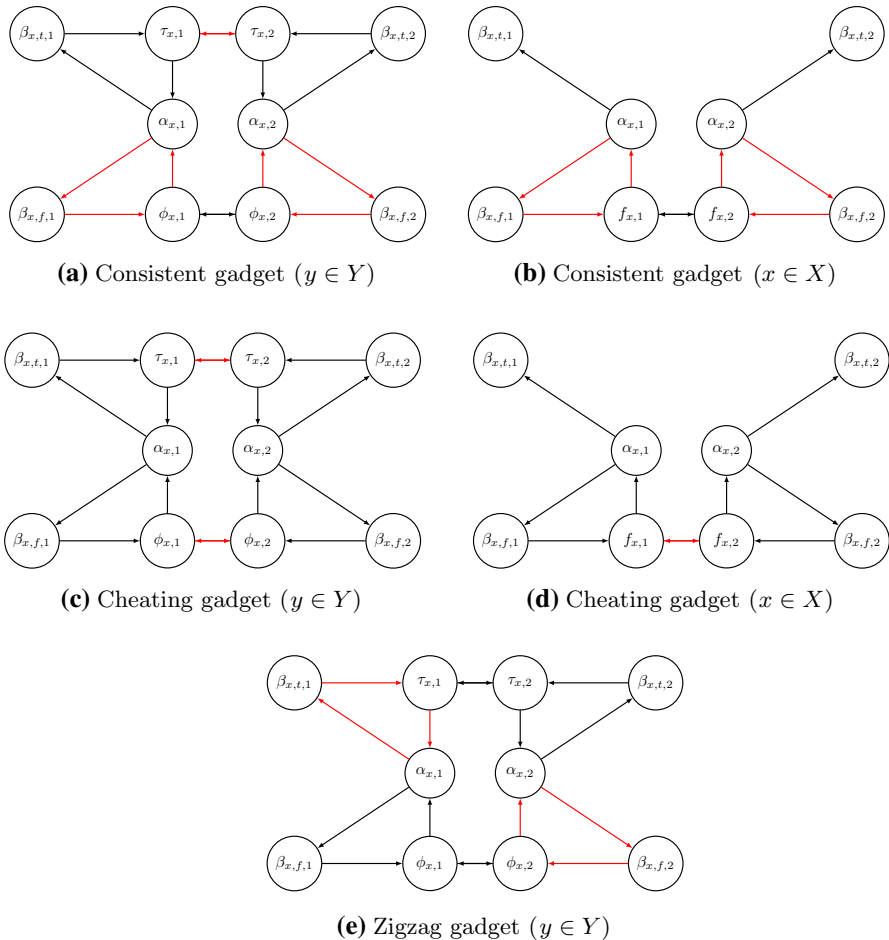 β_{x,t,1} τ_{x,1} τ_{x,2} β_{x,t,2}
α_{x,1} α_{x,2}
β_{x,f,1} ϕ_{x,1} ϕ_{x,2} β_{x,f,2}
(a) Consistent gadget (y ∈ Y)
β_{x,t,1} β_{x,t,2}
α_{x,1} α_{x,2}
β_{x,f,1} f_{x,1} f_{x,2} β_{x,f,2}
(b) Consistent gadget (x ∈ X)
β_{x,t,1} τ_{x,1} τ_{x,2} β_{x,t,2}
α_{x,1} α_{x,2}
β_{x,f,1} ϕ_{x,1} ϕ_{x,2} β_{x,f,2}
(c) Cheating gadget (y ∈ Y)
β_{x,t,1} β_{x,t,2}
α_{x,1} α_{x,2}
β_{x,f,1} f_{x,1} f_{x,2} β_{x,f,2}
(d) Cheating gadget (x ∈ X)
β_{x,t,1} τ_{x,1} τ_{x,2} β_{x,t,2}
α_{x,1} α_{x,2}
β_{x,f,1} ϕ_{x,1} ϕ_{x,2} β_{x,f,2}
(e) Zigzag gadget (y ∈ Y)